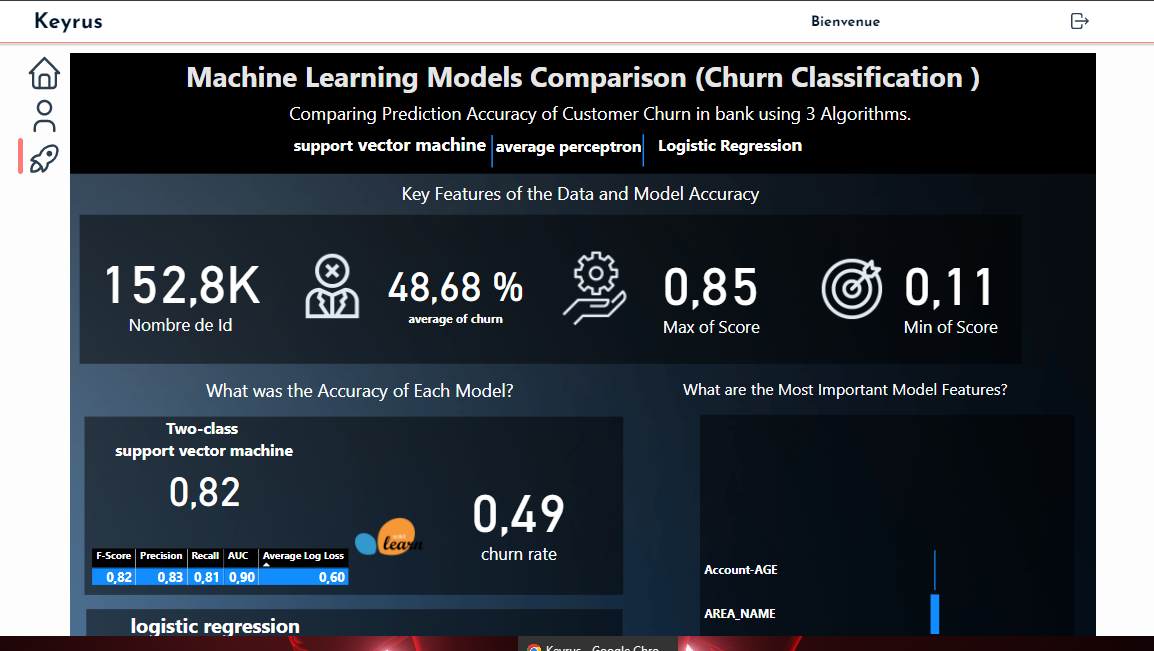 Keyrus
Bienvenue
Machine Learning Models Comparison (Churn Classification )
Comparing Prediction Accuracy of Customer Churn in bank using 3 Algorithms.
support vector machine
average perceptron
Logistic Regression
Key Features of the Data and Model Accuracy
152,8K
Nombre de Id
48,68 %
average of churn
0,85
Max of Score
0,11
Min of Score
What was the Accuracy of Each Model?
What are the Most Important Model Features?
Two-class
support vector machine
0,82
F-Score Precision Recall AUC Average Log Loss
0,82 0,83 0,81 0,90 0,60
learn
0,49
churn rate
Account-AGE
AREA_NAME
logistic regression
Keyrus - Google Chro